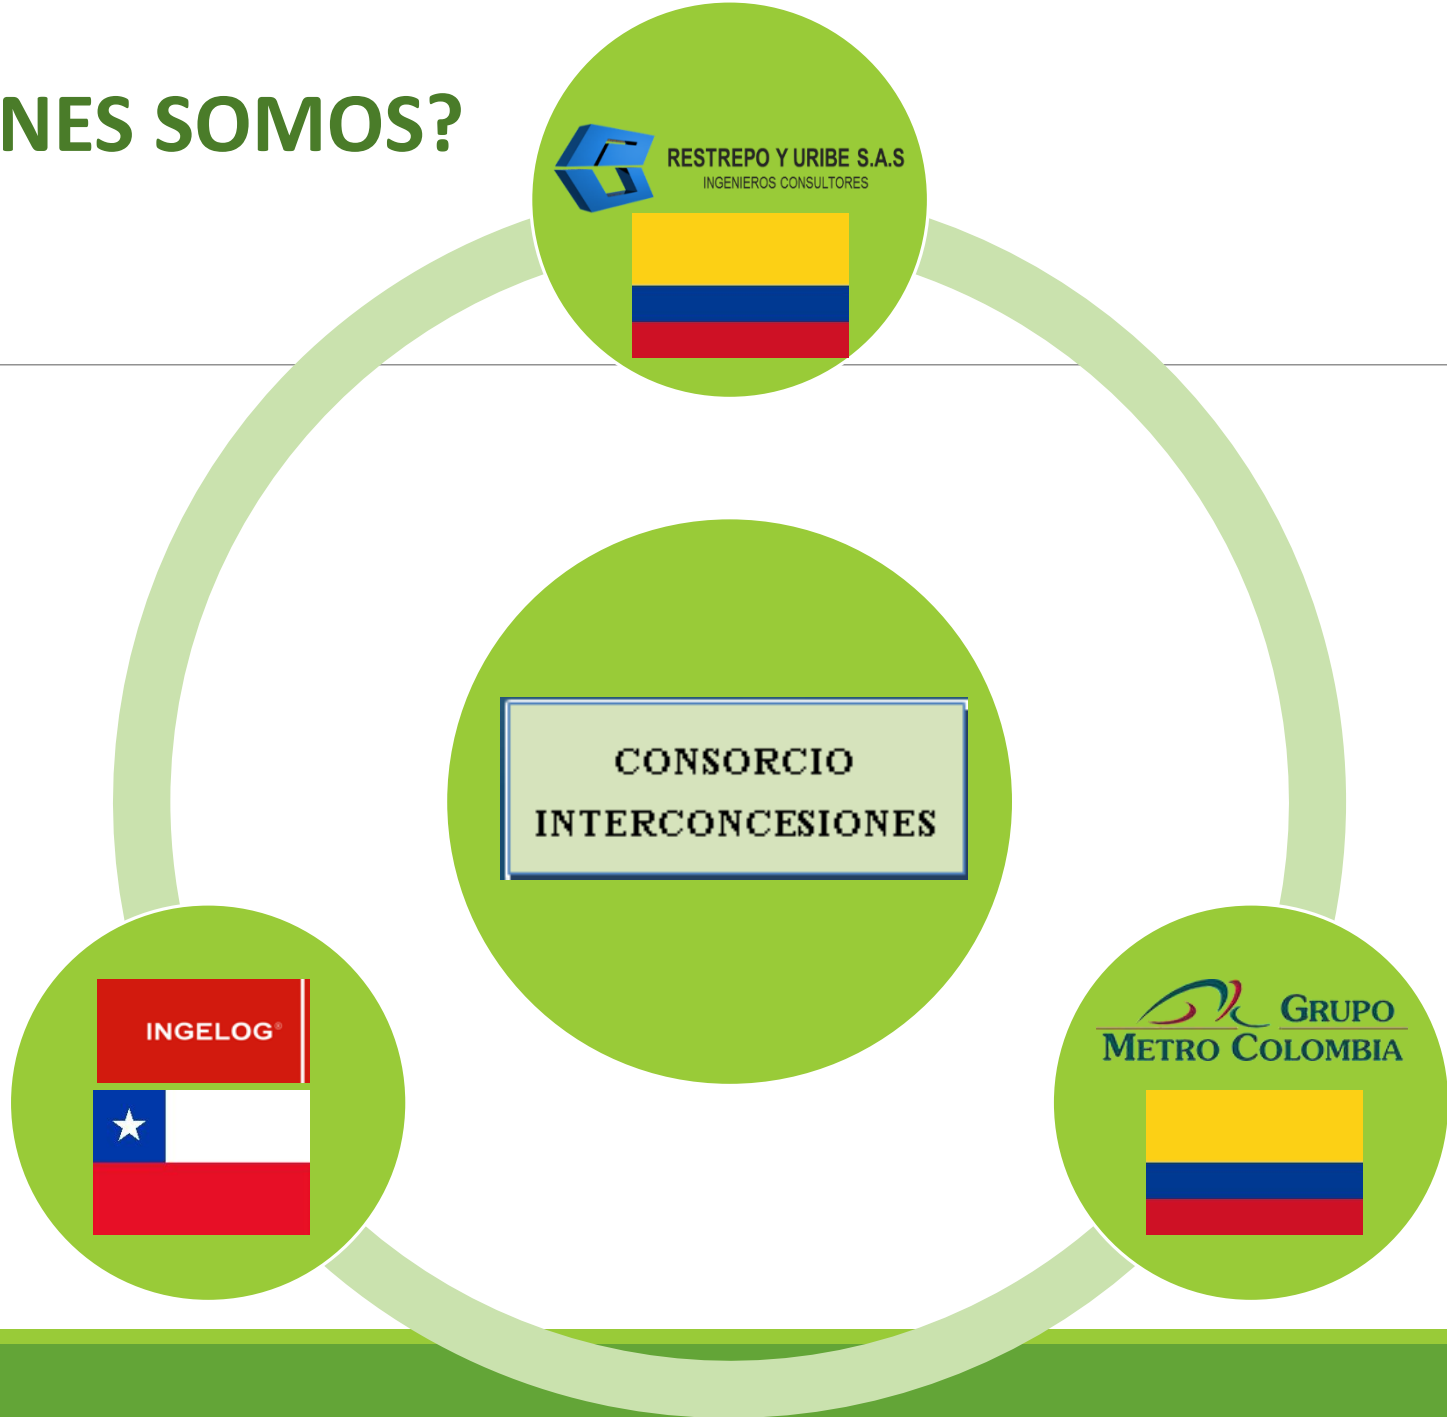 NES SOMOS?
RESTREPO Y URIBE S.A.S
INGENIEROS CONSULTORES
CONSORCIO
INTERCONCESIONES
INGELOG®
GRUPO
METRO COLOMBIA